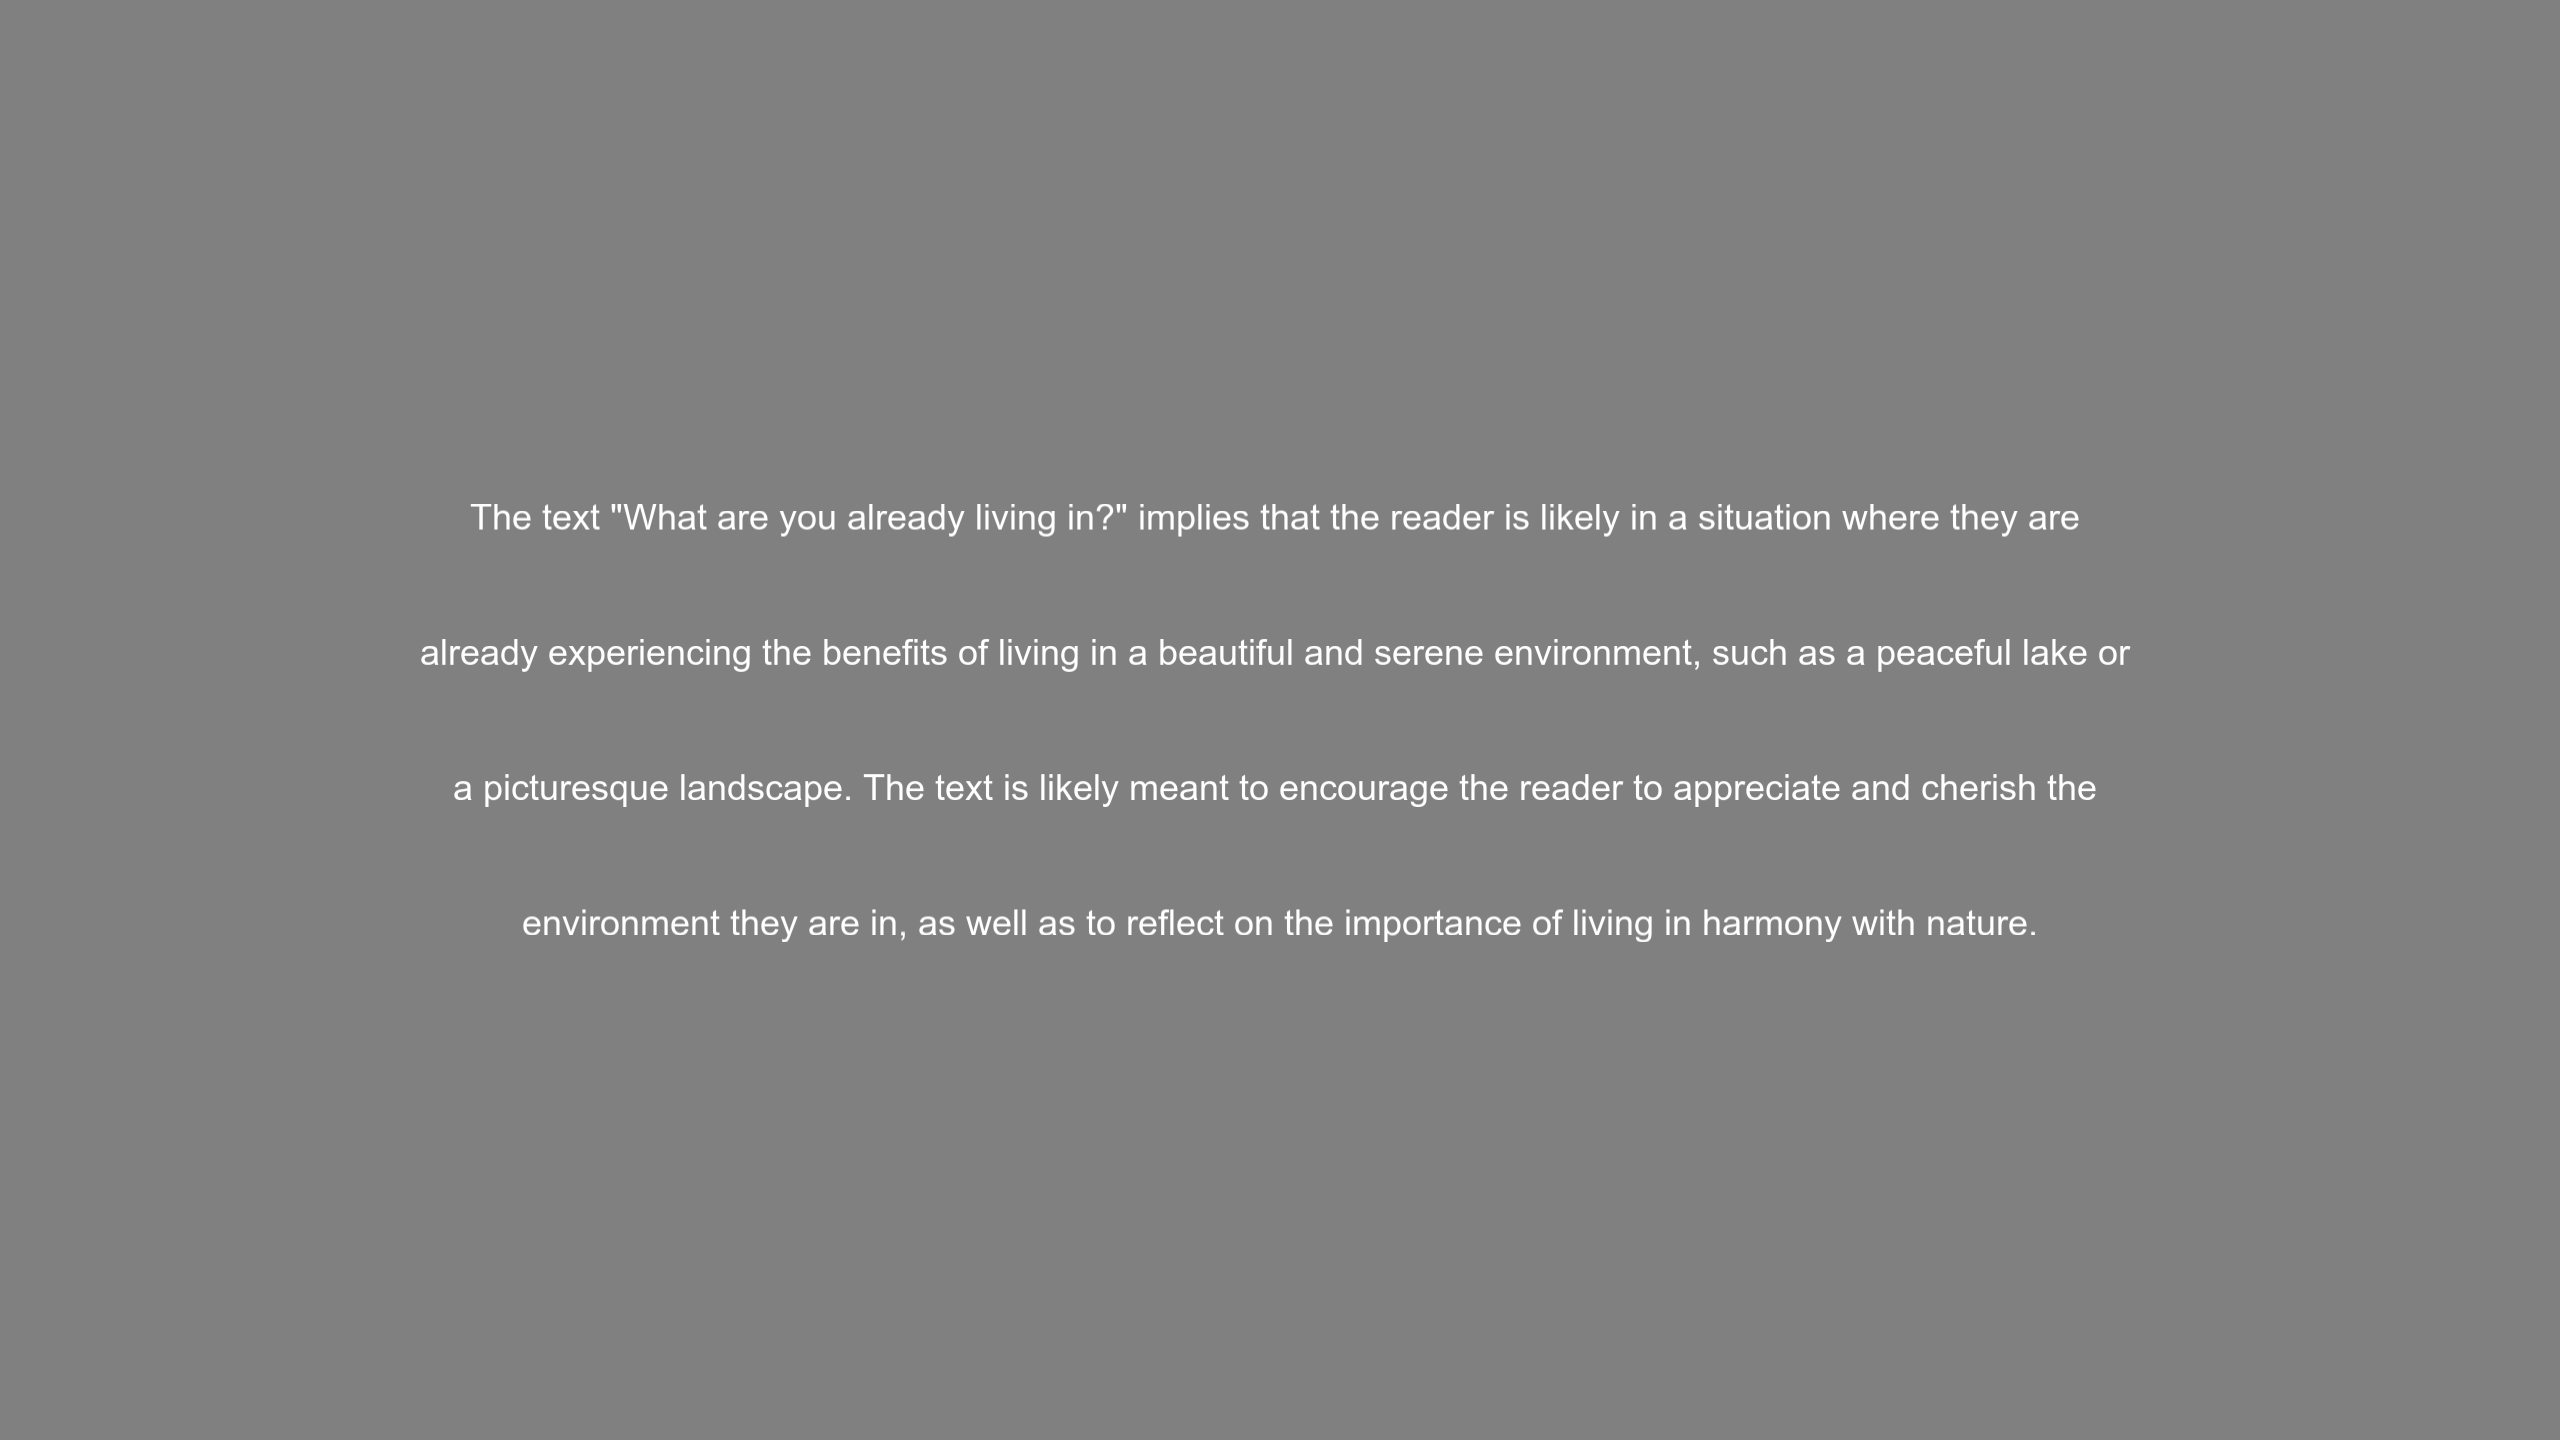 The text "What are you already living in?" implies that the reader is likely in a situation where they are
already experiencing the benefits of living in a beautiful and serene environment, such as a peaceful lake or
a picturesque landscape. The text is likely meant to encourage the reader to appreciate and cherish the
environment they are in, as well as to reflect on the importance of living in harmony with nature.